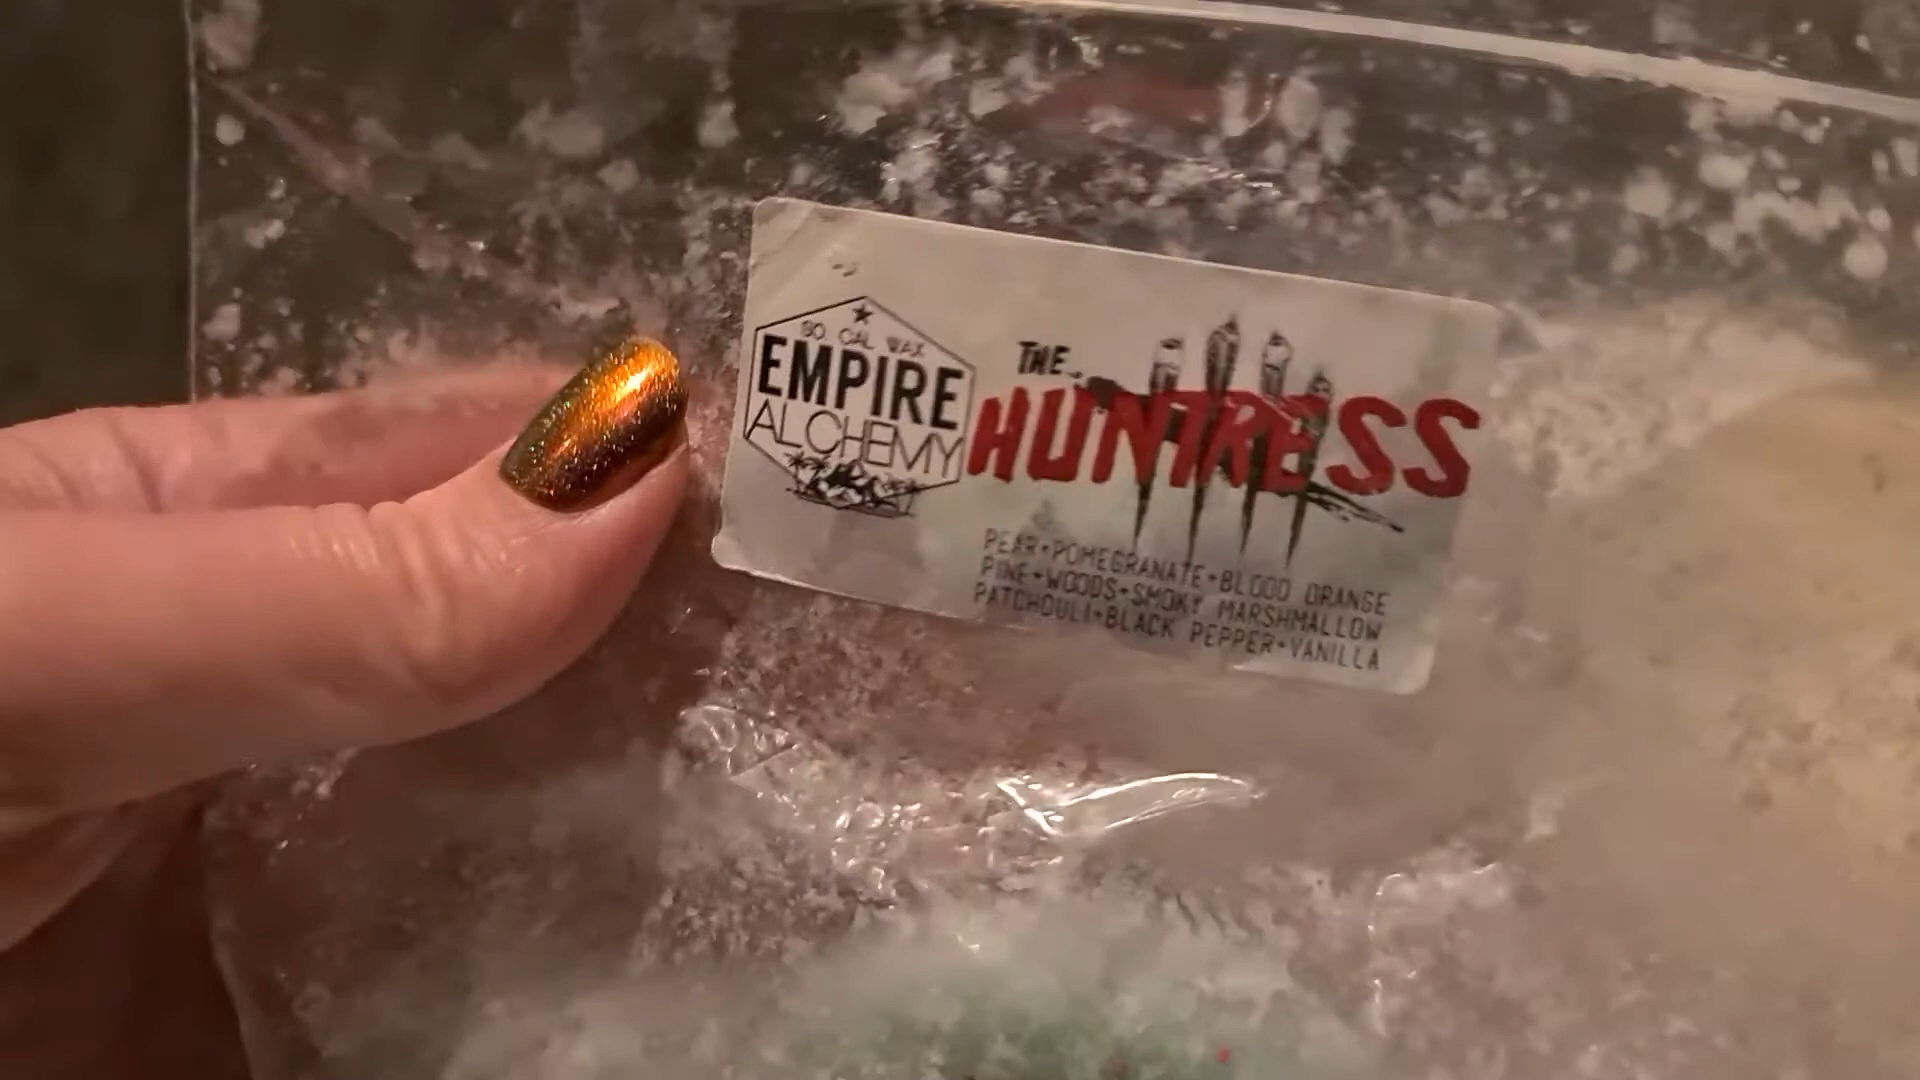 SO. CAL WAX
EMPIRE
ALCHEMY
THE
HUNTRESS
PEAR+POMEGRANATE+BLOOD ORANGE
PINE+WOODS+SMOKY MARSHMALLOW
PATCHOULI+BLACK PEPPER+VANILLA